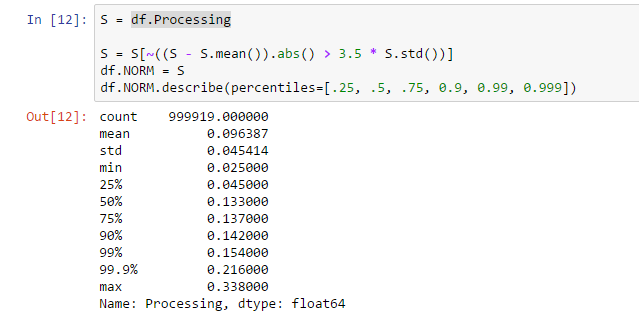 In [12]: S = df.Processing
S = S[~((S - S.mean()).abs() > 3.5 * S.std())]
df.NORM = S
df.NORM.describe(percentiles=[.25, .5, .75, 0.9, 0.99, 0.999])
Out[12]: count 999919.000000
mean 0.096387
std 0.045414
min 0.025000
25% 0.045000
50% 0.133000
75% 0.137000
90% 0.142000
99% 0.154000
99.9% 0.216000
max 0.338000
Name: Processing, dtype: float64